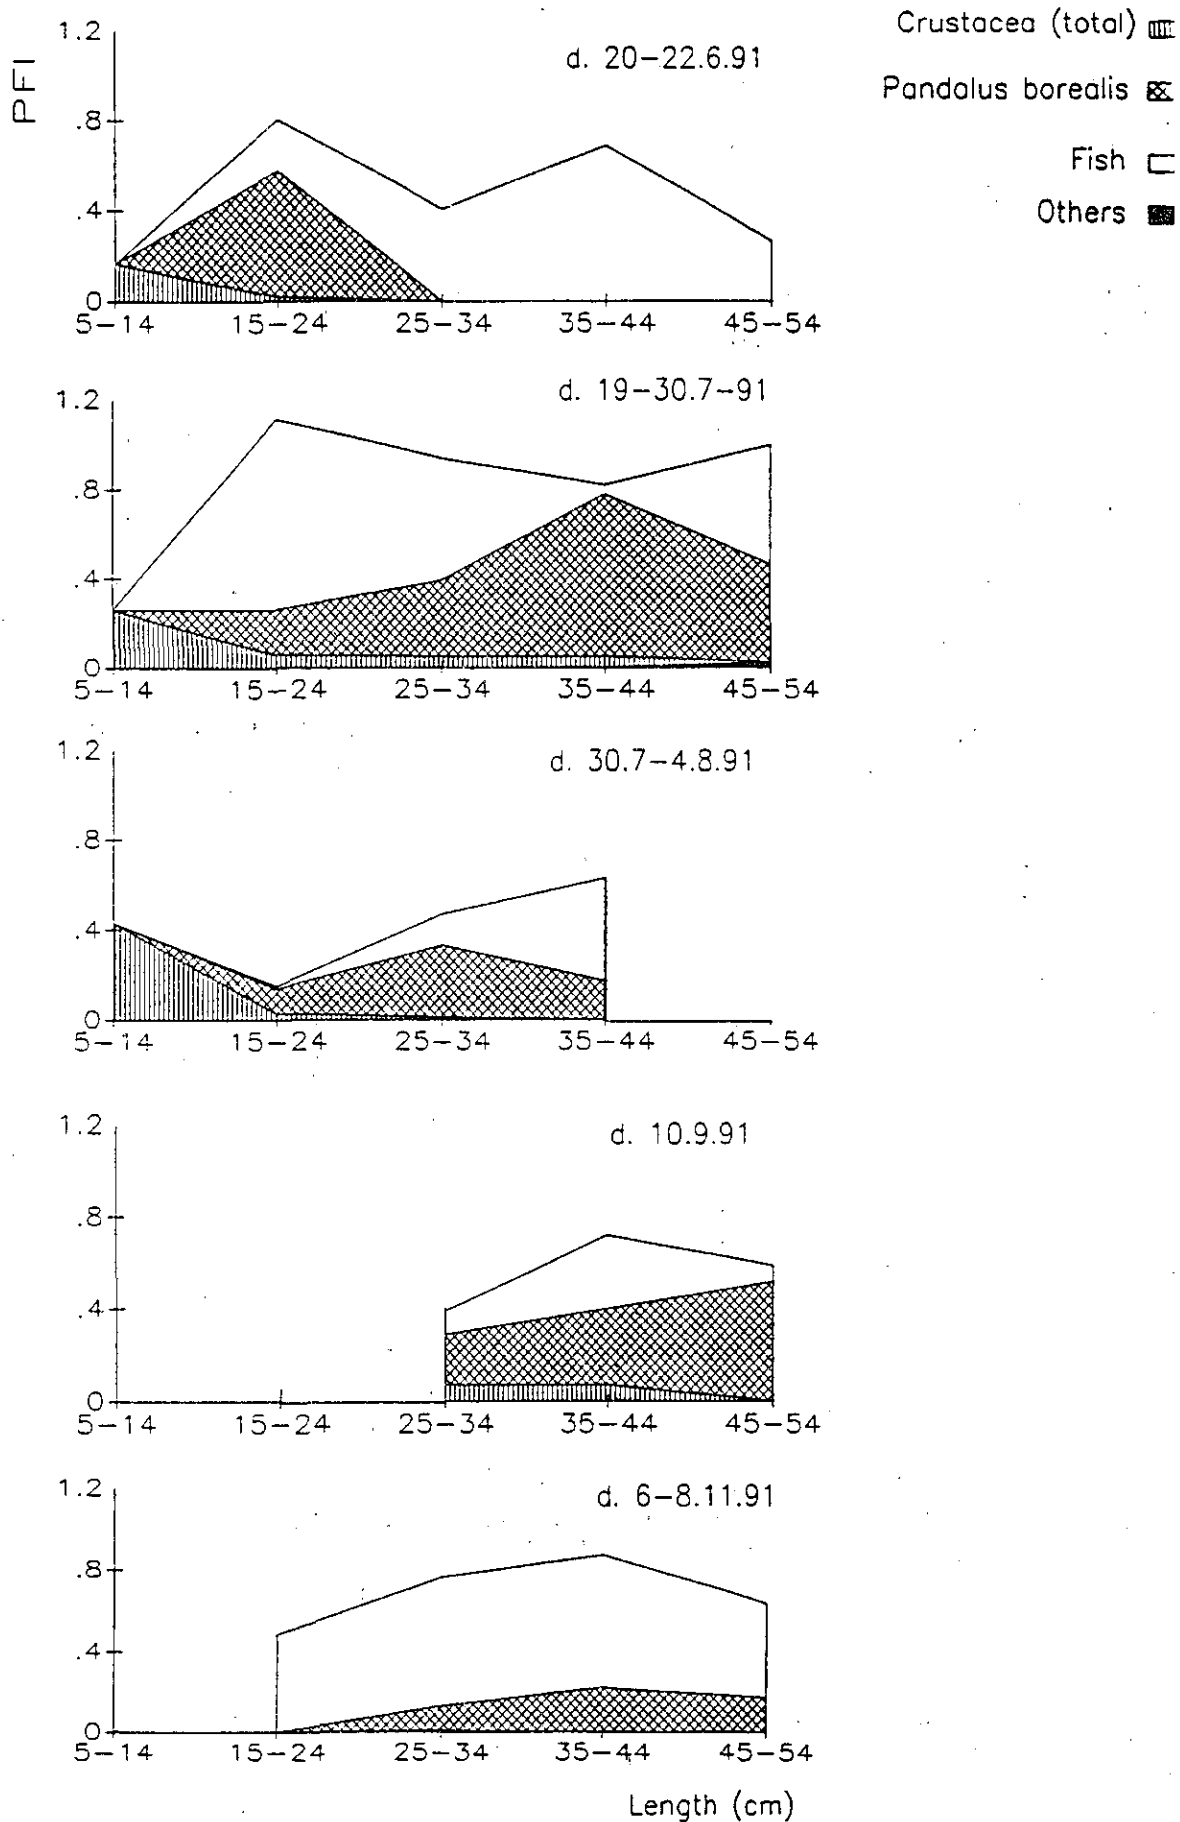 PFI
Crustacea (total)
Pandalus borealis
Fish
Others
d. 20-22.6.91
1.2
.8
.4
0
5-14 15-24 25-34 35-44 45-54
d. 19-30.7-91
1.2
.8
.4
0
5-14 15-24 25-34 35-44 45-54
d. 30.7-4.8.91
1.2
.8
.4
0
5-14 15-24 25-34 35-44 45-54
d. 10.9.91
1.2
.8
.4
0
5-14 15-24 25-34 35-44 45-54
d. 6-8.11.91
1.2
.8
.4
0
5-14 15-24 25-34 35-44 45-54
Length (cm)